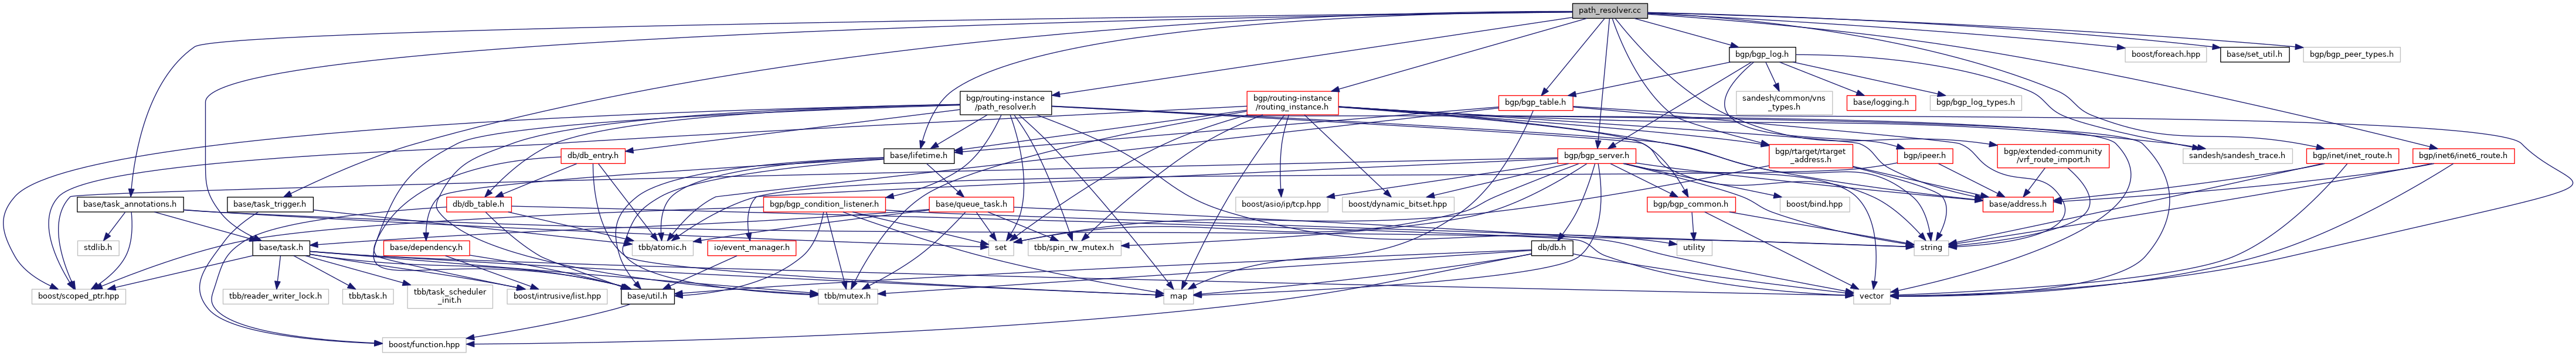 path_resolver.cc
bgp/bgp_log.h
boost/foreach.hpp
base/set_util.h
bgp/bgp_peer_types.h
bgp/routing-instance
/path_resolver.h
bgp/routing-instance
/routing_instance.h
bgp/bgp_table.h
sandesh/common/vns
_types.h
base/logging.h
bgp/bgp_log_types.h
db/db_entry.h
base/lifetime.h
bgp/bgp_server.h
bgp/rtarget/rtarget
_address.h
bgp/ipeer.h
bgp/extended-community
/vrf_route_import.h
sandesh/sandesh_trace.h
bgp/inet/inet_route.h
bgp/inet6/inet6_route.h
base/task_annotations.h
base/task_trigger.h
db/db_table.h
bgp/bgp_condition_listener.h
base/queue_task.h
boost/asio/ip/tcp.hpp
boost/dynamic_bitset.hpp
bgp/bgp_common.h
boost/bind.hpp
base/address.h
stdlib.h
base/task.h
base/dependency.h
tbb/atomic.h
io/event_manager.h
set
tbb/spin_rw_mutex.h
db/db.h
utility
string
boost/scoped_ptr.hpp
tbb/reader_writer_lock.h
tbb/task.h
tbb/task_scheduler
_init.h
boost/intrusive/list.hpp
base/util.h
tbb/mutex.h
map
vector
boost/function.hpp